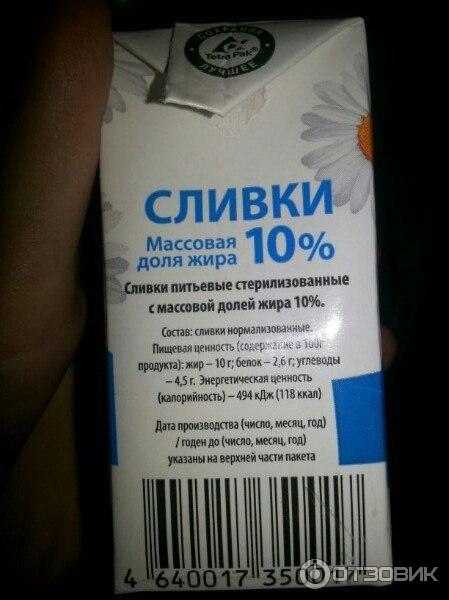 СОХРАНЯЕТ
Tetra Pak®
ЛУЧШЕЕ
СЛИВКИ
Массовая
доля жира 10%
Сливки питьевые стерилизованные
с массовой долей жира 10%.
Состав: сливки нормализованные.
Пищевая ценность (содержание в 100г
продукта): жир – 10 г; белок – 2,6 г; углеводы
– 4,5 г. Энергетическая ценность
(калорийность) – 494 кДж (118 ккал)
Дата производства (число, месяц, год)
/ годен до (число, месяц, год)
указаны на верхней части пакета
4 640017 350
ОТЗОВИК